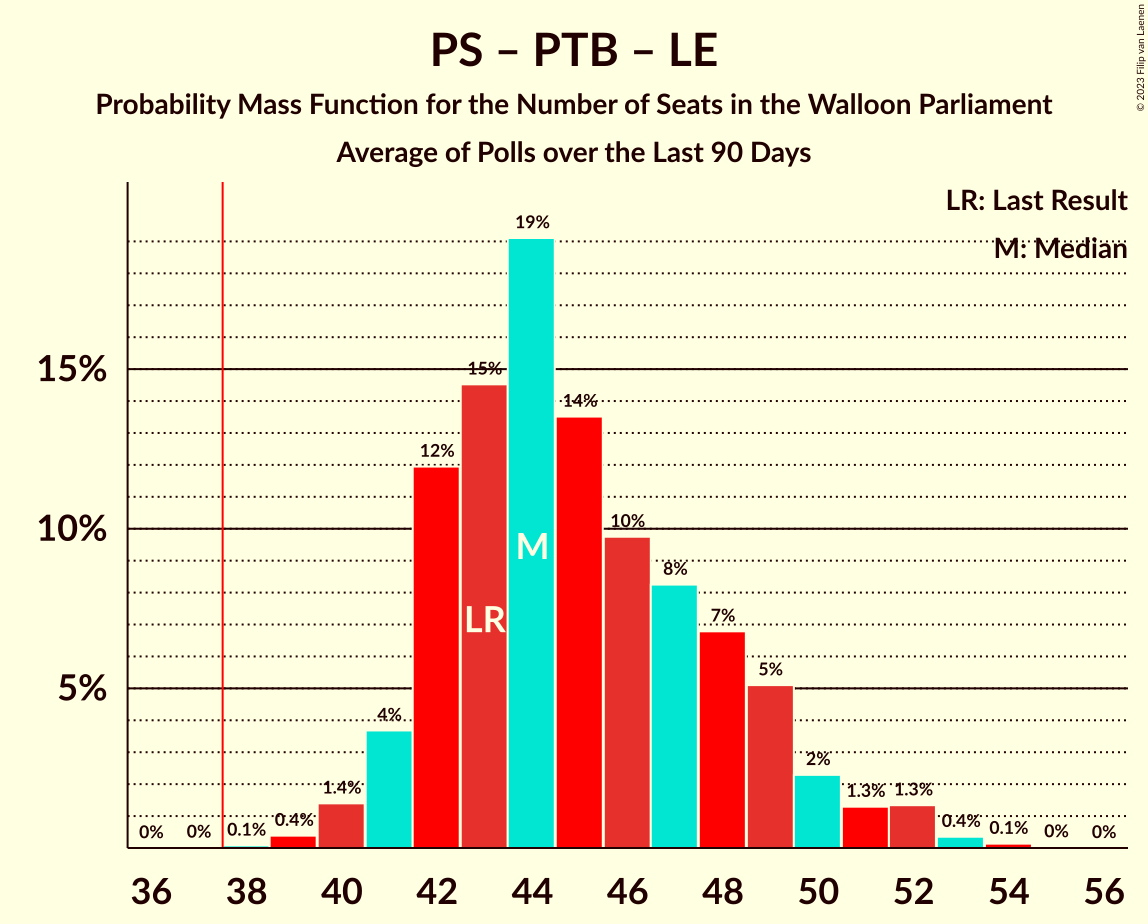 PS – PTB – LE
Probability Mass Function for the Number of Seats in the Walloon Parliament
Average of Polls over the Last 90 Days
© 2023 Filip van Laenen
LR: Last Result
M: Median
19%
15%
15%
14%
12%
10%
10%
M
8%
LR
7%
5%
5%
4%
2%
1.4%
1.3%
1.3%
0.4%
0.4%
0%
0%
0.1%
0.1%
0%
0%
36 38 40 42 44 46 48 50 52 54 56